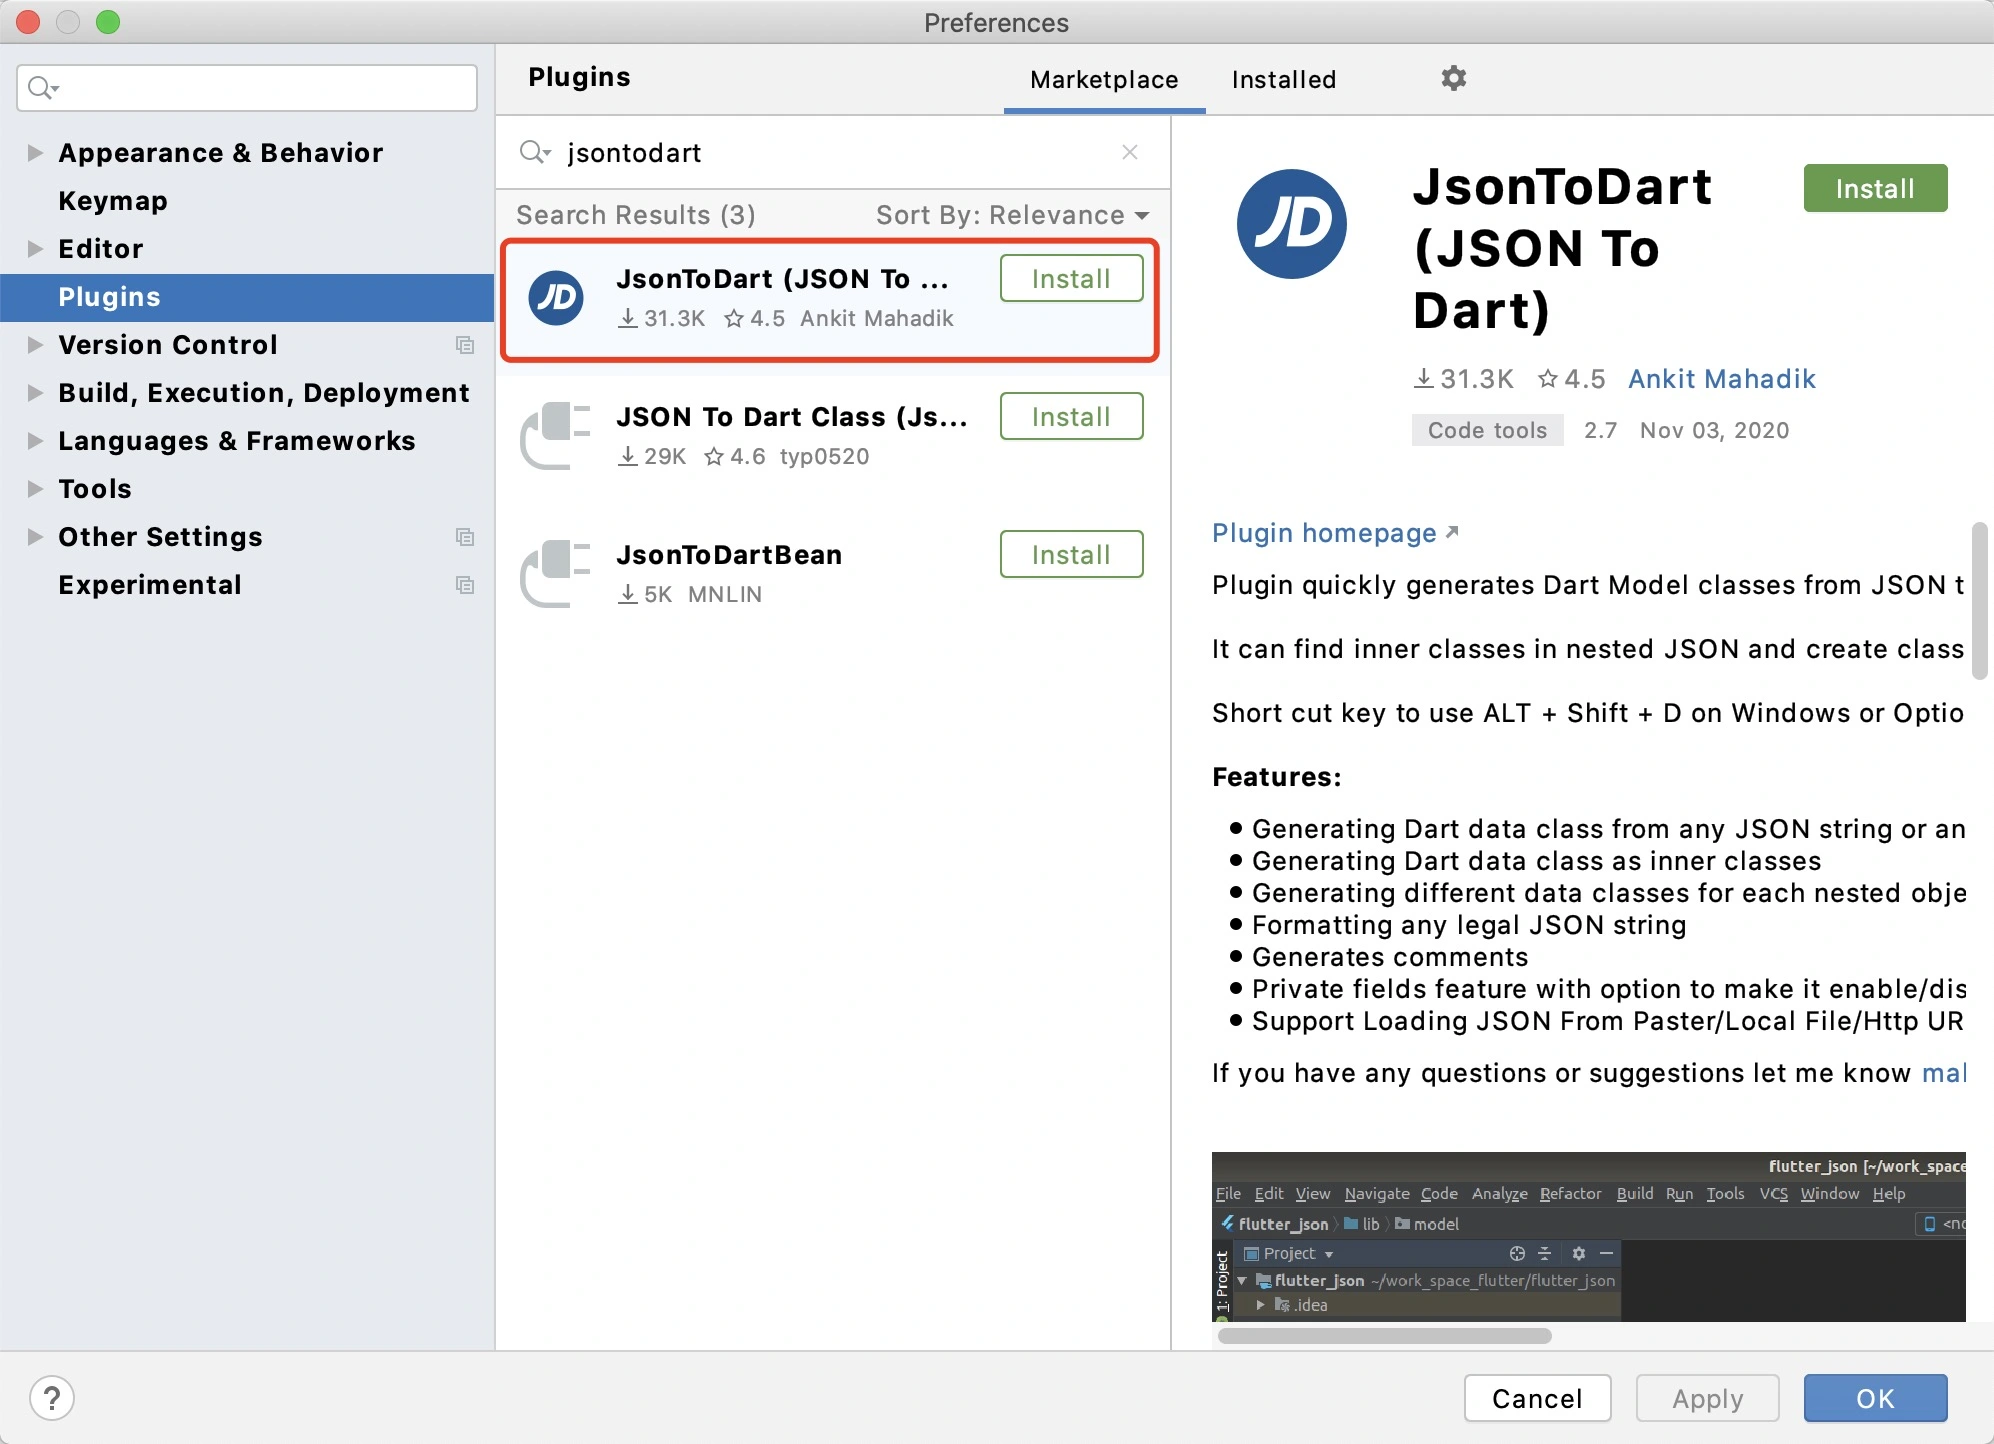 Preferences
Plugins
Marketplace
Installed
Appearance & Behavior
Keymap
Editor
Plugins
Version Control
Build, Execution, Deployment
Languages & Frameworks
Tools
Other Settings
Experimental
jsontodart
Search Results (3)
Sort By: Relevance
JD
JsonToDart (JSON To ...
Install
31.3K 4.5 Ankit Mahadik
JSON To Dart Class (Js...
Install
29K 4.6 typ0520
JsonToDartBean
Install
5K MNLIN
JD
JsonToDart
(JSON To
Dart)
Install
31.3K 4.5 Ankit Mahadik
Code tools 2.7 Nov 03, 2020
Plugin homepage
Plugin quickly generates Dart Model classes from JSON t
It can find inner classes in nested JSON and create class
Short cut key to use ALT + Shift + D on Windows or Optio
Features:
Generating Dart data class from any JSON string or an
Generating Dart data class as inner classes
Generating different data classes for each nested obje
Formatting any legal JSON string
Generates comments
Private fields feature with option to make it enable/dis
Support Loading JSON From Paster/Local File/Http UR
If you have any questions or suggestions let me know mal
flutter_json [~/work_space
File Edit View Navigate Code Analyze Refactor Build Run Tools VCS Window Help
flutter_json lib model
<no
Project
1: Project
flutter_json ~/work_space_flutter/flutter_json
.idea
?
Cancel
Apply
OK